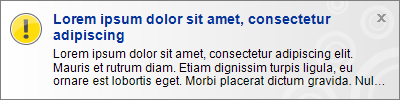 Lorem ipsum dolor sit amet, consectetur
adipiscing
Lorem ipsum dolor sit amet, consectetur adipiscing elit.
Mauris et rutrum diam. Etiam dignissim turpis ligula, eu
ornare est lobortis eget. Morbi placerat dictum gravida. Nul...